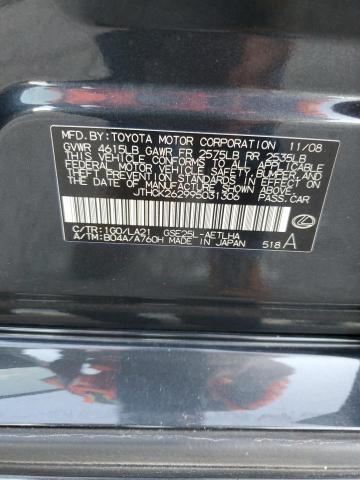 MFD.BY:TOYOTA MOTOR CORPORATION 11/08
GVWR 4615LB GAWR FR 2575LB RR 2535LB
THIS VEHICLE CONFORMS TO ALL APPLICABLE
FEDERAL MOTOR VEHICLE SAFETY, BUMPER, AND
THEFT PREVENTION STANDARDS IN EFFECT ON
THE DATE OF MANUFACTURE SHOWN ABOVE.
JTHCK262995031306 PASS.CAR
C/TR:1G0/LA21 GSE25L-AETLHA
A/TM:B04A/A760H MADE IN JAPAN 518 A